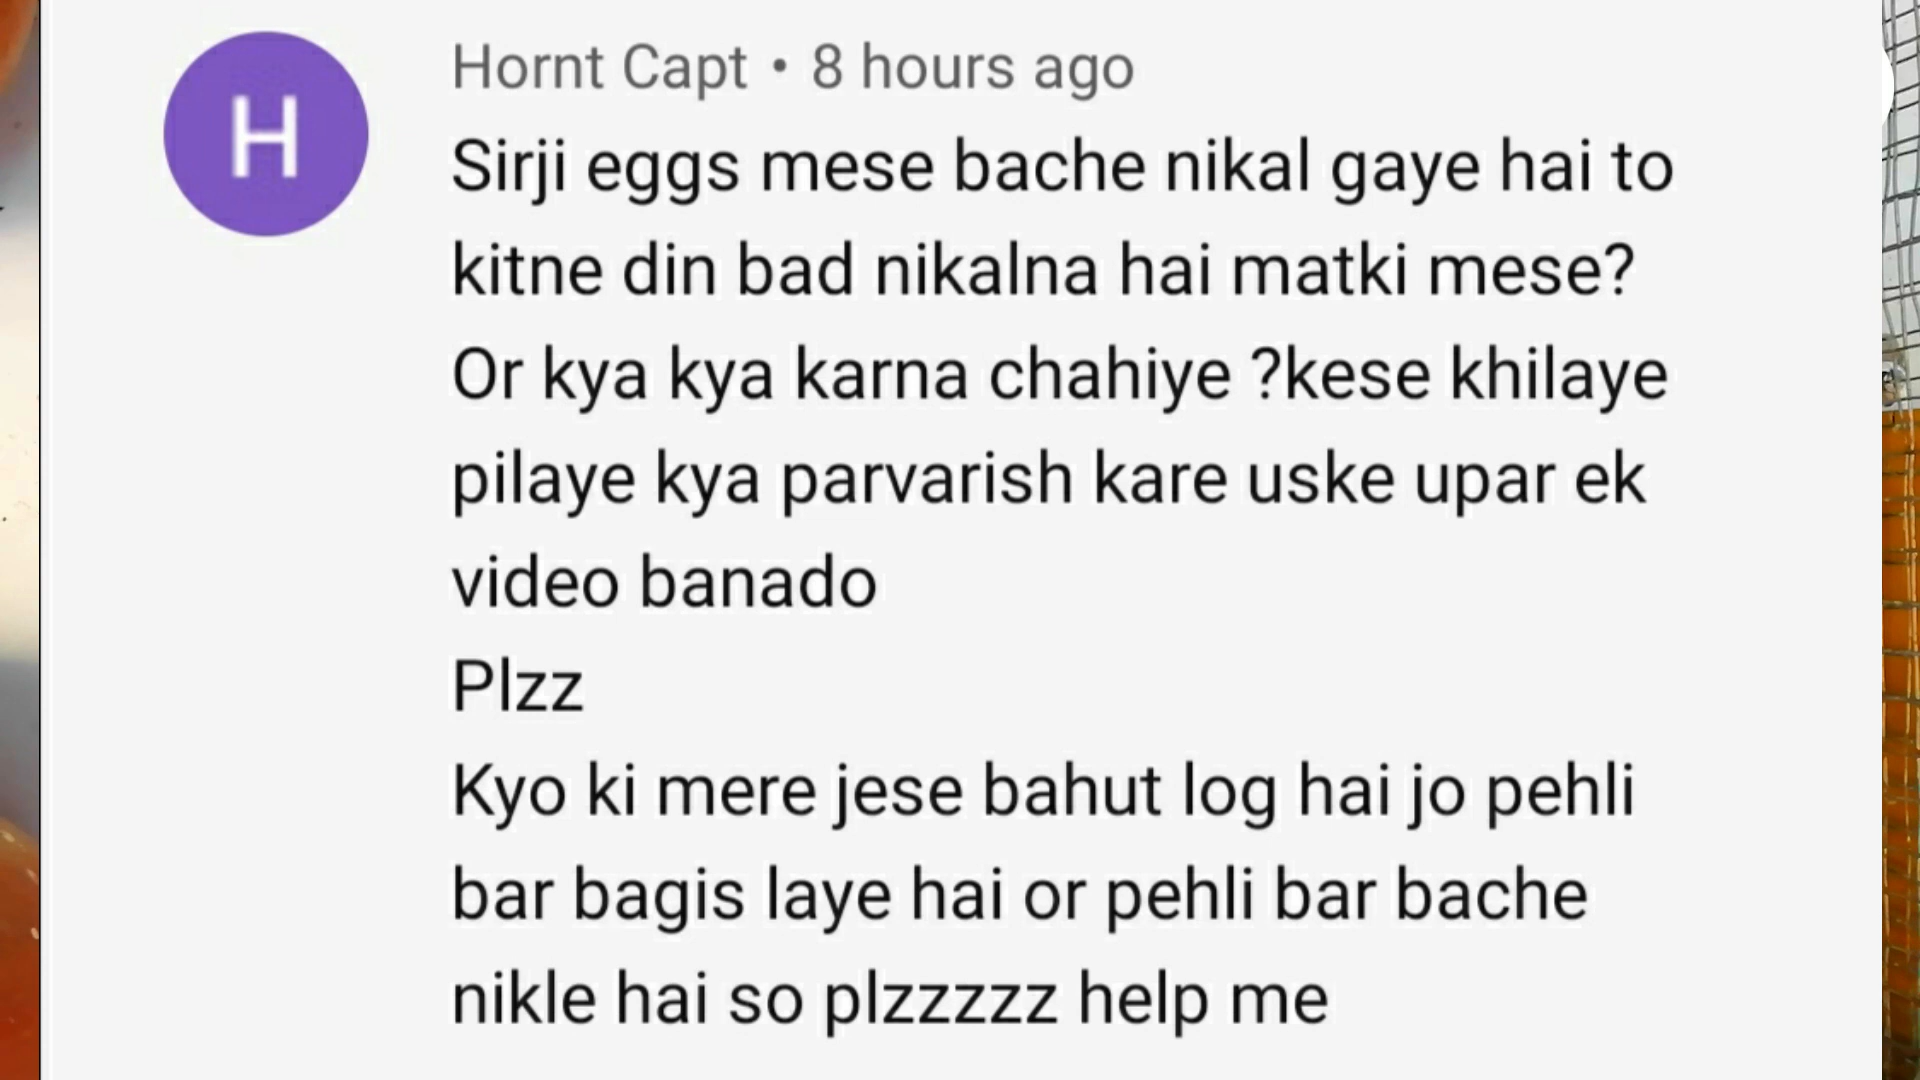 H
Hornt Capt • 8 hours ago
Sirji eggs mese bache nikal gaye hai to
kitne din bad nikalna hai matki mese?
Or kya kya karna chahiye ?kese khilaye
pilaye kya parvarish kare uske upar ek
video banado
Plzz
Kyo ki mere jese bahut log hai jo pehli
bar bagis laye hai or pehli bar bache
nikle hai so plzzzzz help me